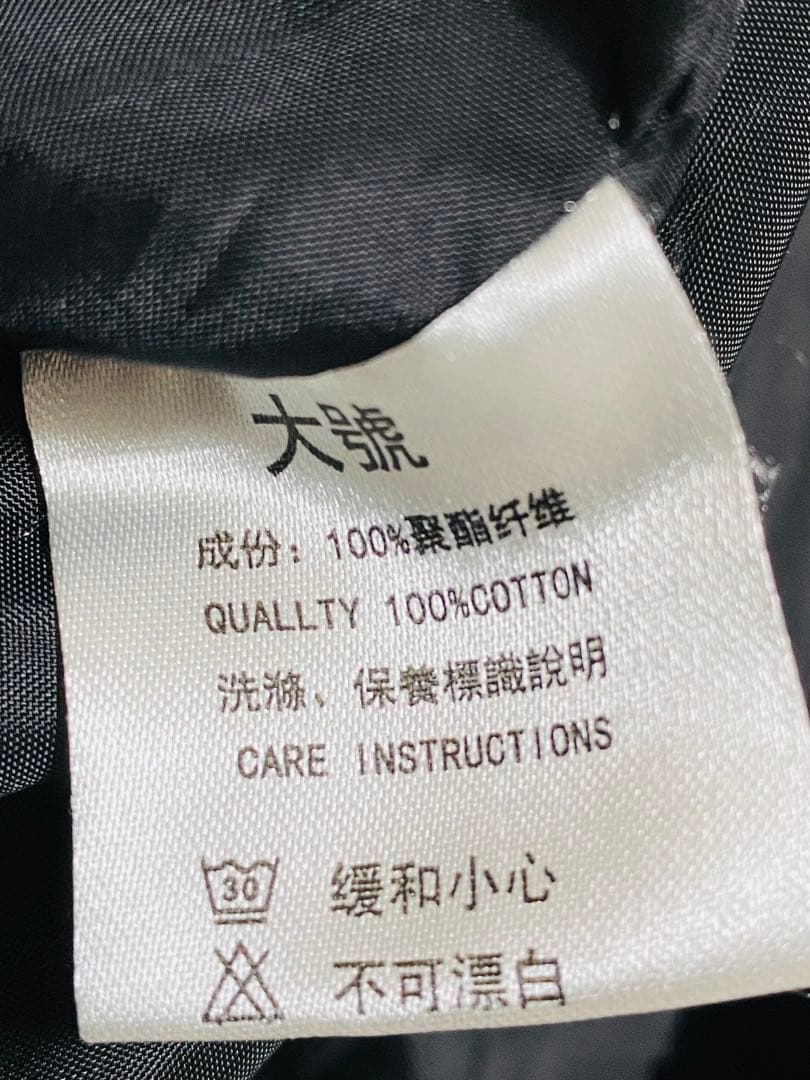 大號
成份：100%聚酯纤维
QUALLTY 100%COTTON
洗滌、保養標識說明
CARE INSTRUCTIONS
30 缓和小心
不可漂白